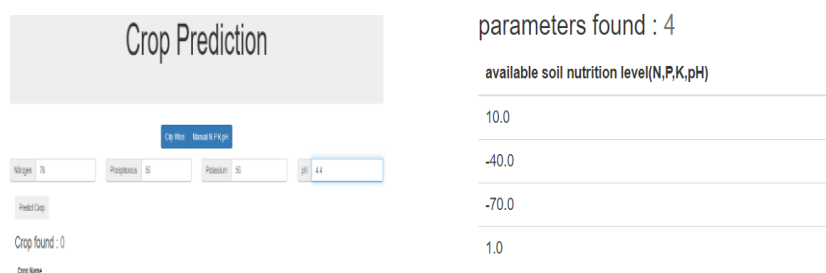 Crop Prediction
City Wise Manual N P K pH
Nitrogen 78 Phosphorous 56 Potassium 56 pH 4.4
Predict Crop
Crop found : 0
Crop Name
parameters found : 4
available soil nutrition level(N,P,K,pH)
10.0
-40.0
-70.0
1.0